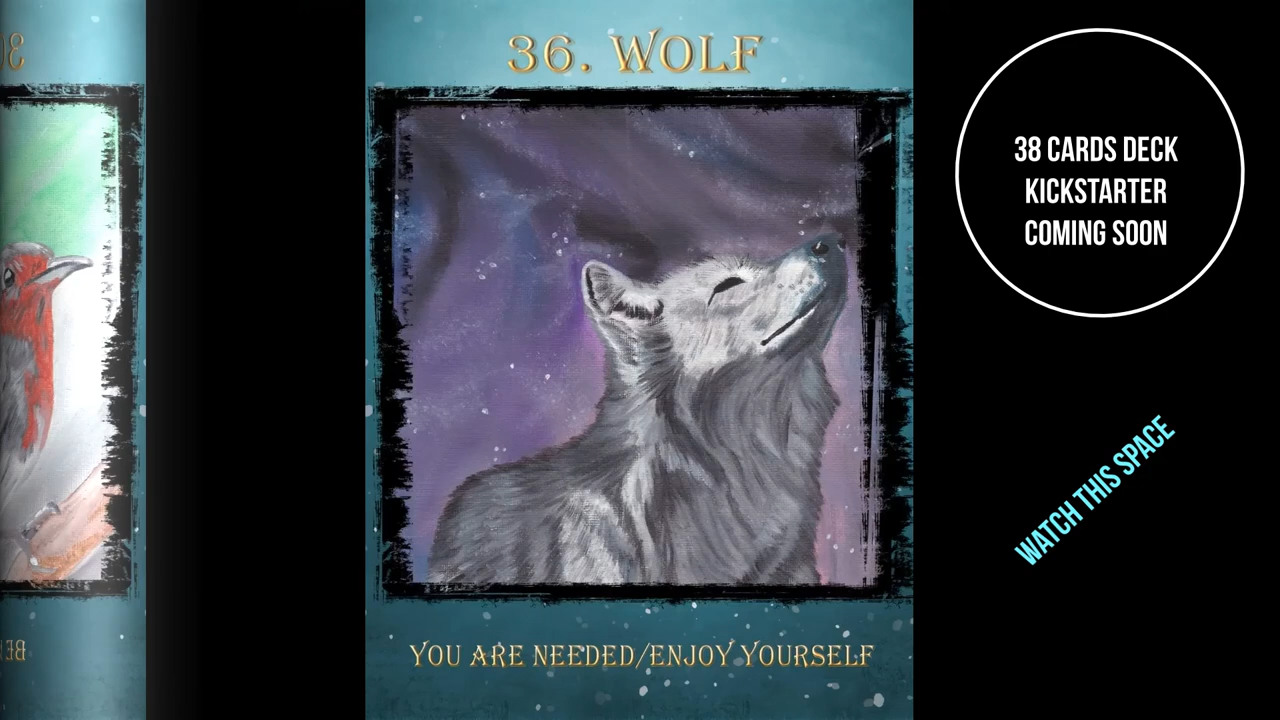 36. WOLF
YOU ARE NEEDED/ENJOY YOURSELF
38 CARDS DECK
KICKSTARTER
COMING SOON
WATCH THIS SPACE